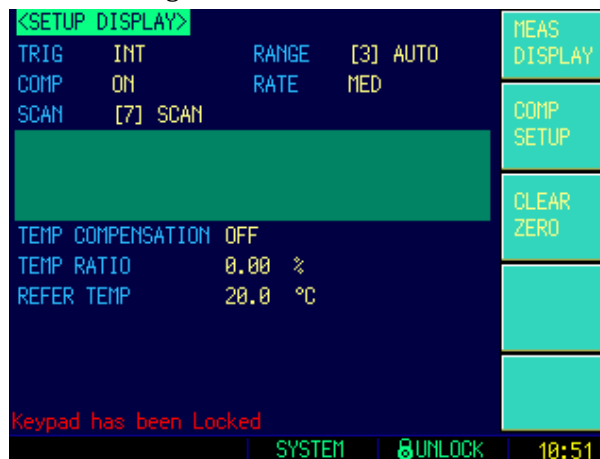 <SETUP DISPLAY>
TRIG INT RANGE [3] AUTO
COMP ON RATE MED
SCAN [7] SCAN
TEMP COMPENSATION OFF
TEMP RATIO 0.00 %
REFER TEMP 20.0 °C
Keypad has been Locked
MEAS
DISPLAY
COMP
SETUP
CLEAR
ZERO
SYSTEM UNLOCK 10:51